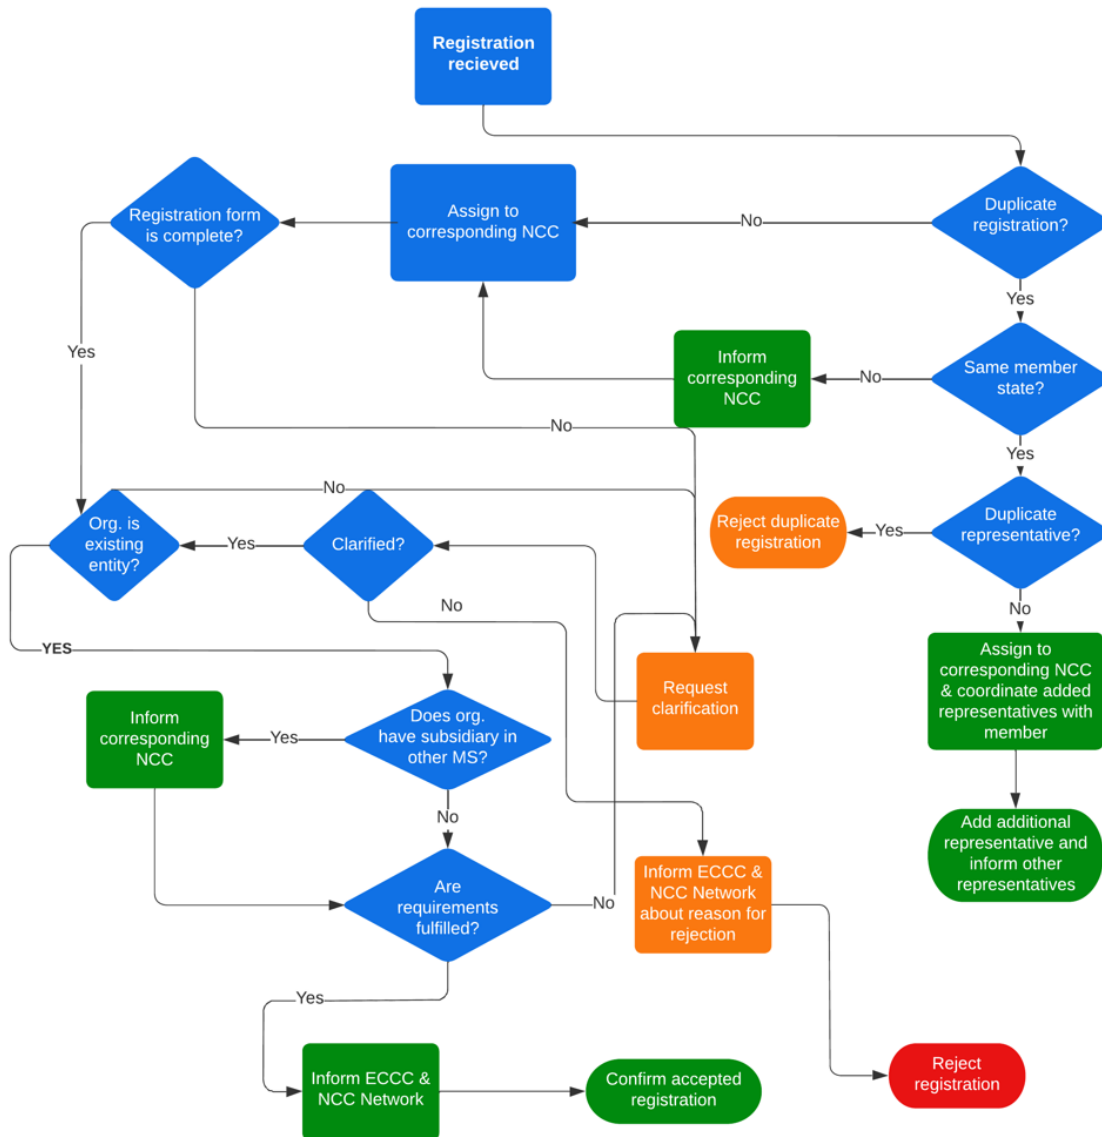 Registration
recieved
Duplicate
registration?
No
Assign to
corresponding NCC
Registration form
is complete?
Yes
Yes
Same member
state?
No
Inform
corresponding
NCC
Yes
No
Duplicate
representative?
Yes
Reject duplicate
registration
No
Org. is
existing
entity?
Yes
Clarified?
No
No
Assign to
corresponding NCC
& coordinate added
representatives with
member
Request
clarification
YES
Does org.
have subsidiary in
other MS?
Yes
Inform
corresponding
NCC
No
Add additional
representative and
inform other
representatives
Are
requirements
fulfilled?
No
Inform ECCC &
NCC Network
about reason for
rejection
Yes
Inform ECCC &
NCC Network
Confirm accepted
registration
Reject
registration